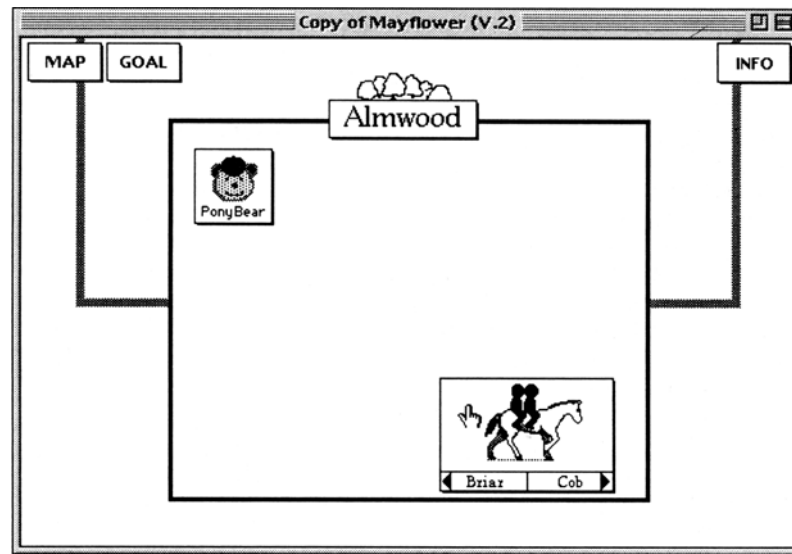 Copy of Mayflower (V.2)
MAP GOAL INFO
Almwood
PonyBear
Briar Cob